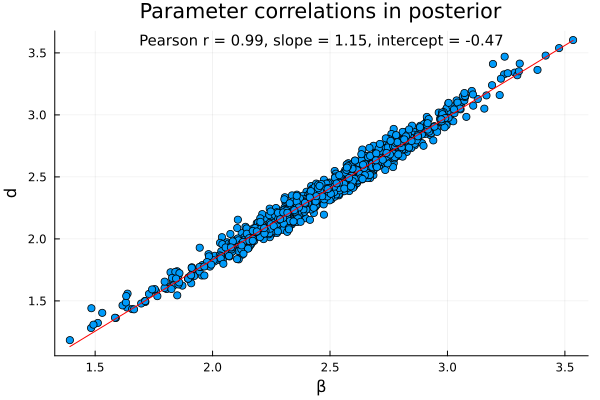 Parameter correlations in posterior
Pearson r = 0.99, slope = 1.15, intercept = -0.47
3.5
3.0
2.5
2.0
1.5
d
1.5 2.0 2.5 3.0 3.5
β